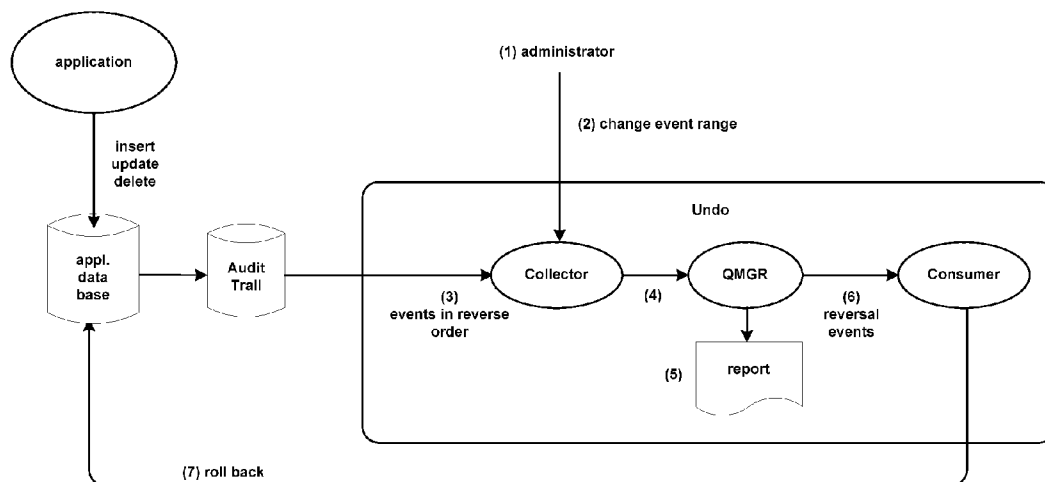 application
(1) administrator
(2) change event range
insert
update
delete
Undo
appl.
data
base
Audit
Trail
Collector
QMGR
Consumer
(3)
events in reverse
order
(4)
(6)
reversal
events
(5)
report
(7) roll back